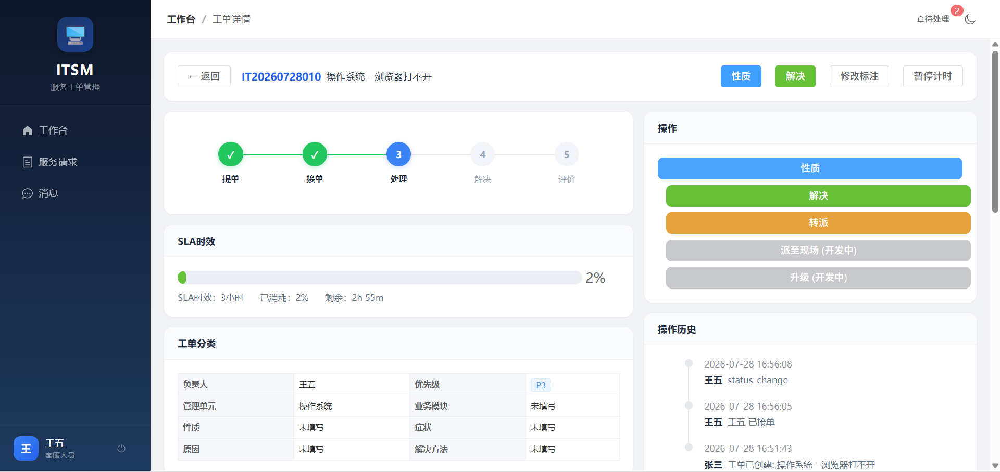 ITSM
服务工单管理
工作台
服务请求
消息
王
王五
客服人员
工作台 / 工单详情
待处理
2
← 返回
IT20260728010 操作系统 - 浏览器打不开
性质
解决
修改标注
暂停计时
✓ ✓ 3 4 5
提单 接单 处理 解决 评价
SLA时效
2%
SLA时效：3小时 已消耗：2% 剩余：2h 55m
工单分类
负责人 王五 优先级 P3
管理单元 操作系统 业务模块 未填写
性质 未填写 症状 未填写
原因 未填写 解决方法 未填写
操作
性质
解决
转派
派至现场 (开发中)
升级 (开发中)
操作历史
2026-07-28 16:56:08
王五 status_change
2026-07-28 16:56:05
王五 王五 已接单
2026-07-28 16:51:43
张三 工单已创建: 操作系统 - 浏览器打不开